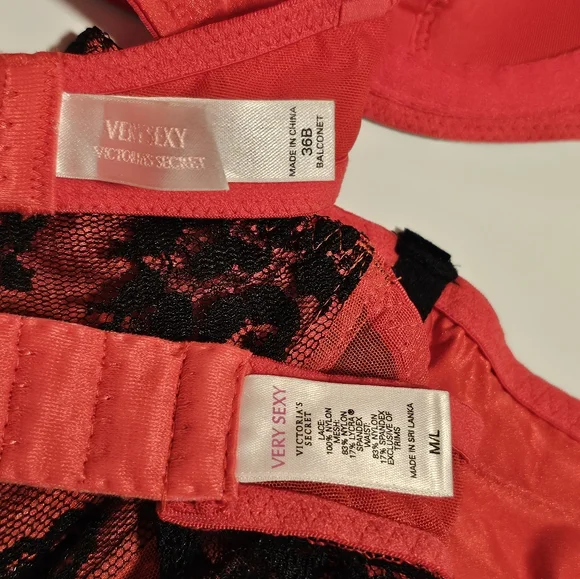 VERY SEXY
VICTORIA'S SECRET
MADE IN CHINA
36B
BALCONET
VERY SEXY
VICTORIA'S
SECRET
LACE:
100% NYLON
MESH:
83% NYLON
17% LYCRA®
SPANDEX
WAIST:
83% NYLON
17% SPANDEX
EXCLUSIVE OF
TRIMS
MADE IN SRI LANKA
M/L